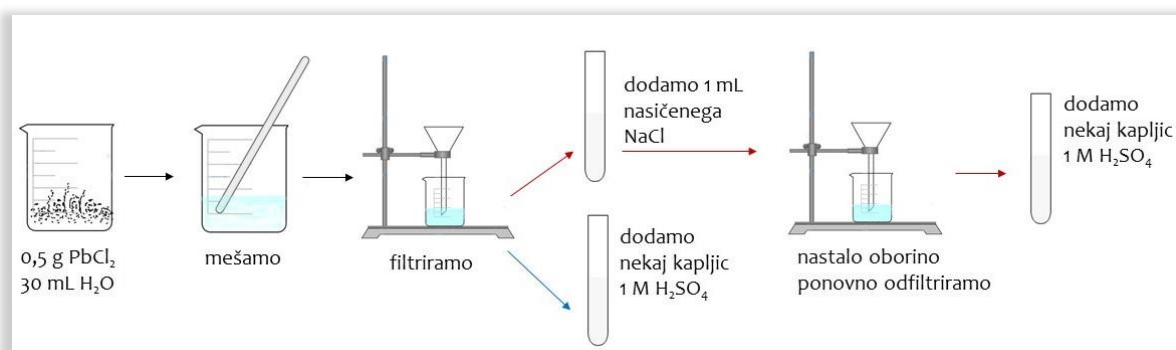 0,5 g PbCl₂
30 mL H₂O
mešamo
filtriramo
dodamo 1 mL
nasičenega
NaCl
dodamo
nekaj kapljic
1 M H₂SO₄
nastalo oborino
ponovno odfiltriramo
dodamo
nekaj kapljic
1 M H₂SO₄